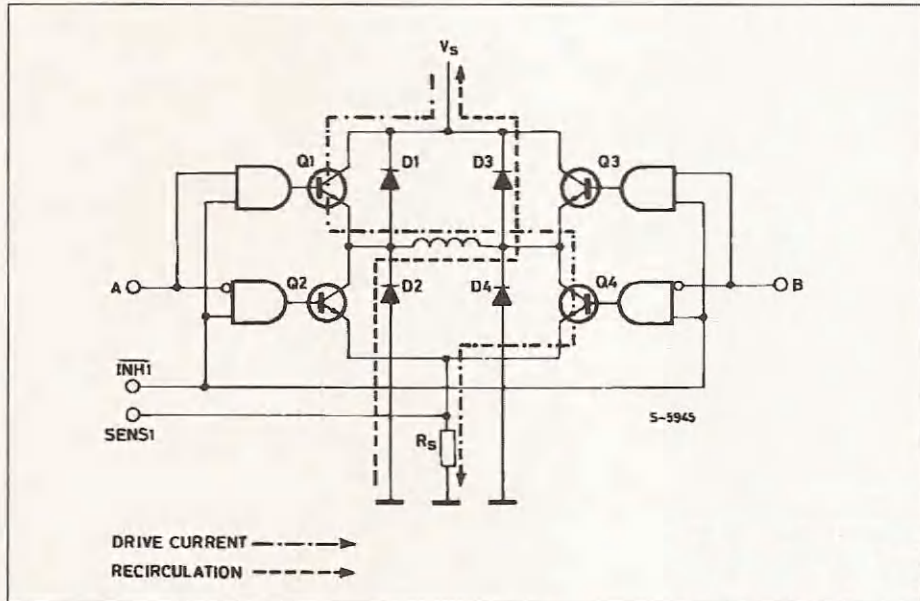 Vs
Q1
D1
D3
Q3
A
Q2
D2
D4
Q4
B
INH1
SENS1
Rs
S-5945
DRIVE CURRENT
RECIRCULATION